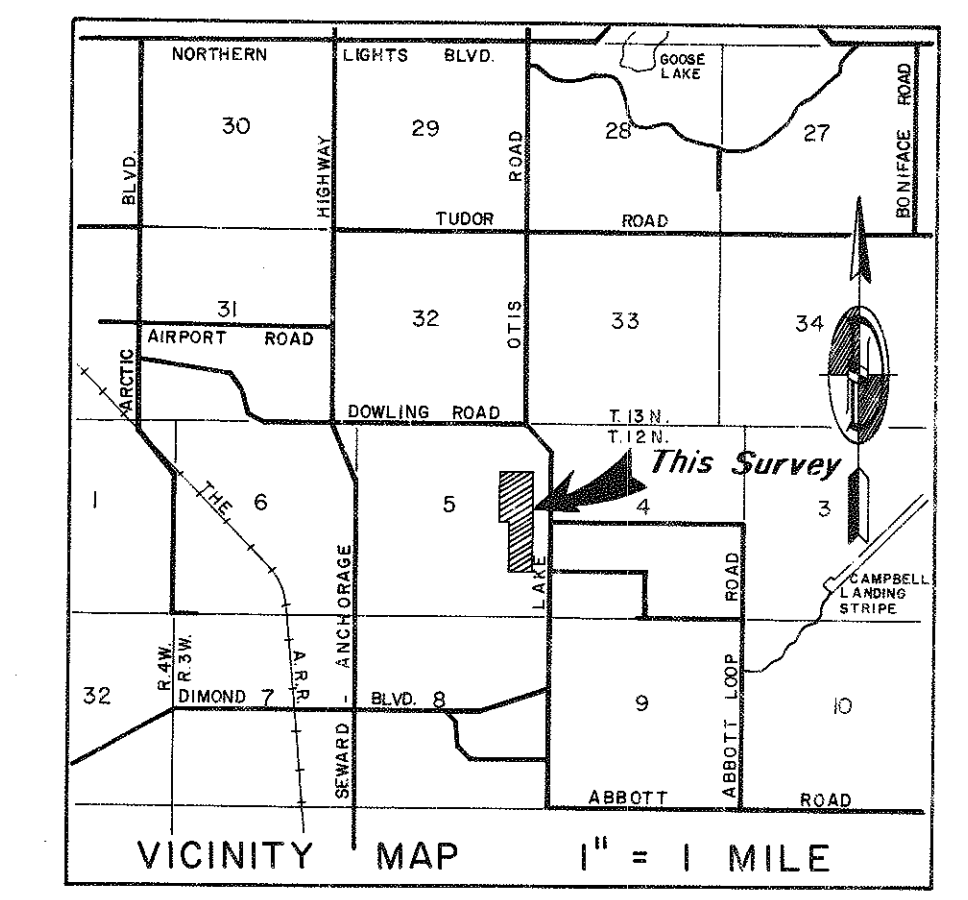 NORTHERN LIGHTS BLVD.
GOOSE
LAKE
30
29
28
27
BLVD.
HIGHWAY
ROAD
BONIFACE ROAD
TUDOR ROAD
31
32
33
34
OTIS
AIRPORT ROAD
ARCTIC
DOWLING ROAD
T. 13 N.
T. 12 N.
This Survey
1
6
5
4
3
THE
LAKE
ROAD
CAMPBELL
LANDING
STRIPE
ANCHORAGE
R.4W.
R.3W.
A.R.R.
32
DIMOND
7
BLVD.
8
9
10
SEWARD -
ABBOTT LOOP
ABBOTT ROAD
VICINITY MAP 1" = 1 MILE